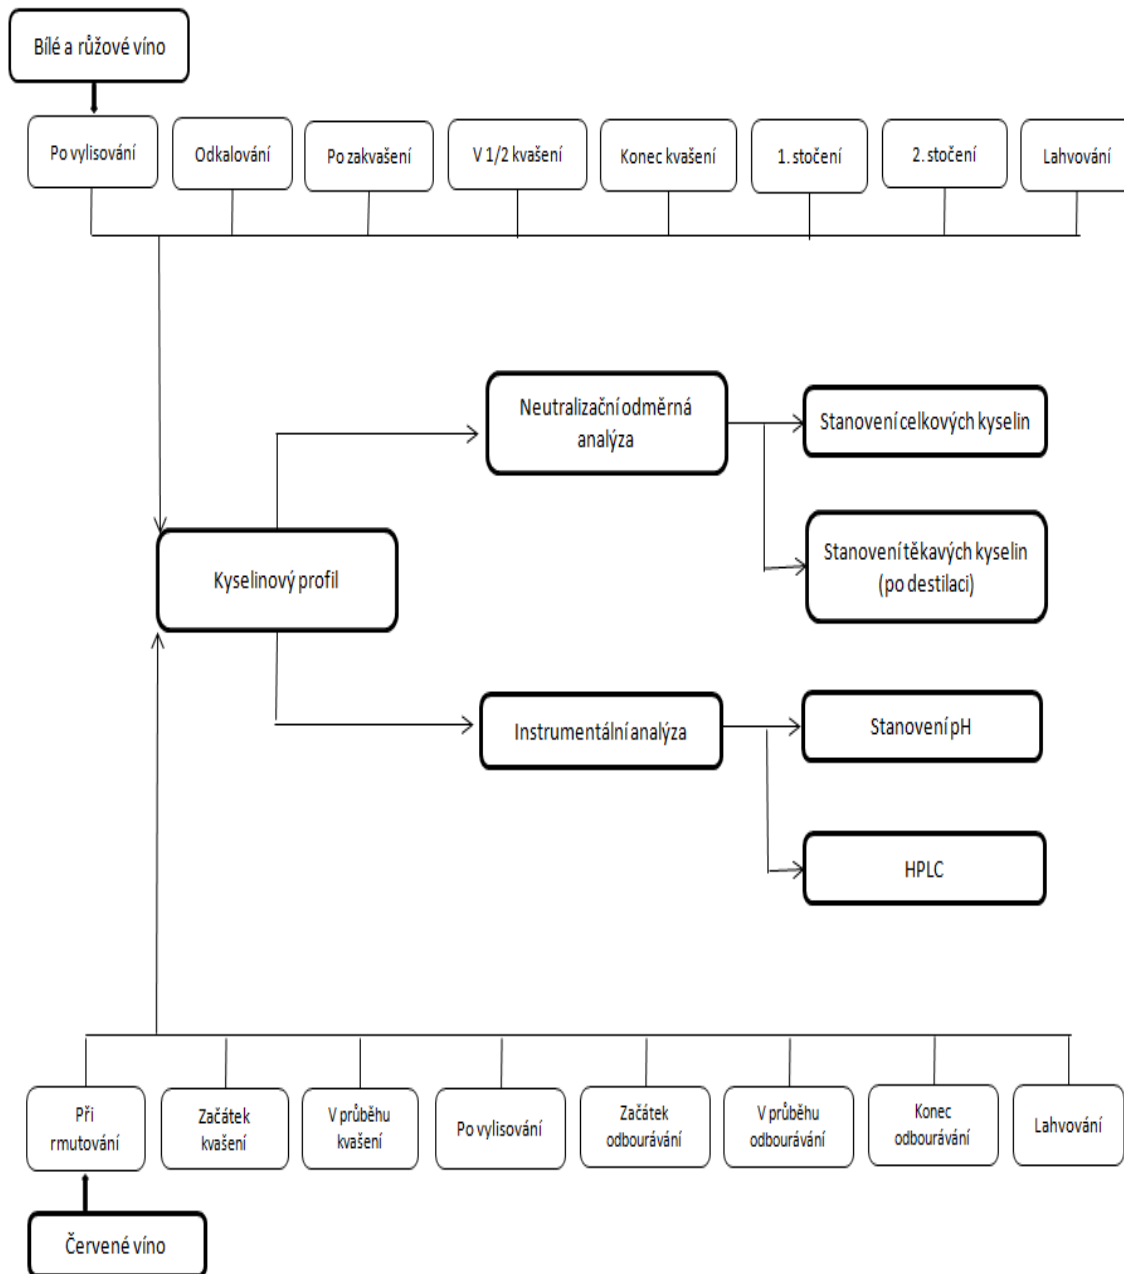 Bílé a růžové víno
Po vylisování
Odkalování
Po zakvašení
V 1/2 kvašení
Konec kvašení
1. stočení
2. stočení
Lahvování
Neutralizační odměrná
analýza
Stanovení celkových kyselin
Stanovení těkavých kyselin
(po destilaci)
Kyselinový profil
Instrumentální analýza
Stanovení pH
HPLC
Při
rmutování
Začátek
kvašení
V průběhu
kvašení
Po vylisování
Začátek
odbourávání
V průběhu
odbourávání
Konec
odbourávání
Lahvování
Červené víno